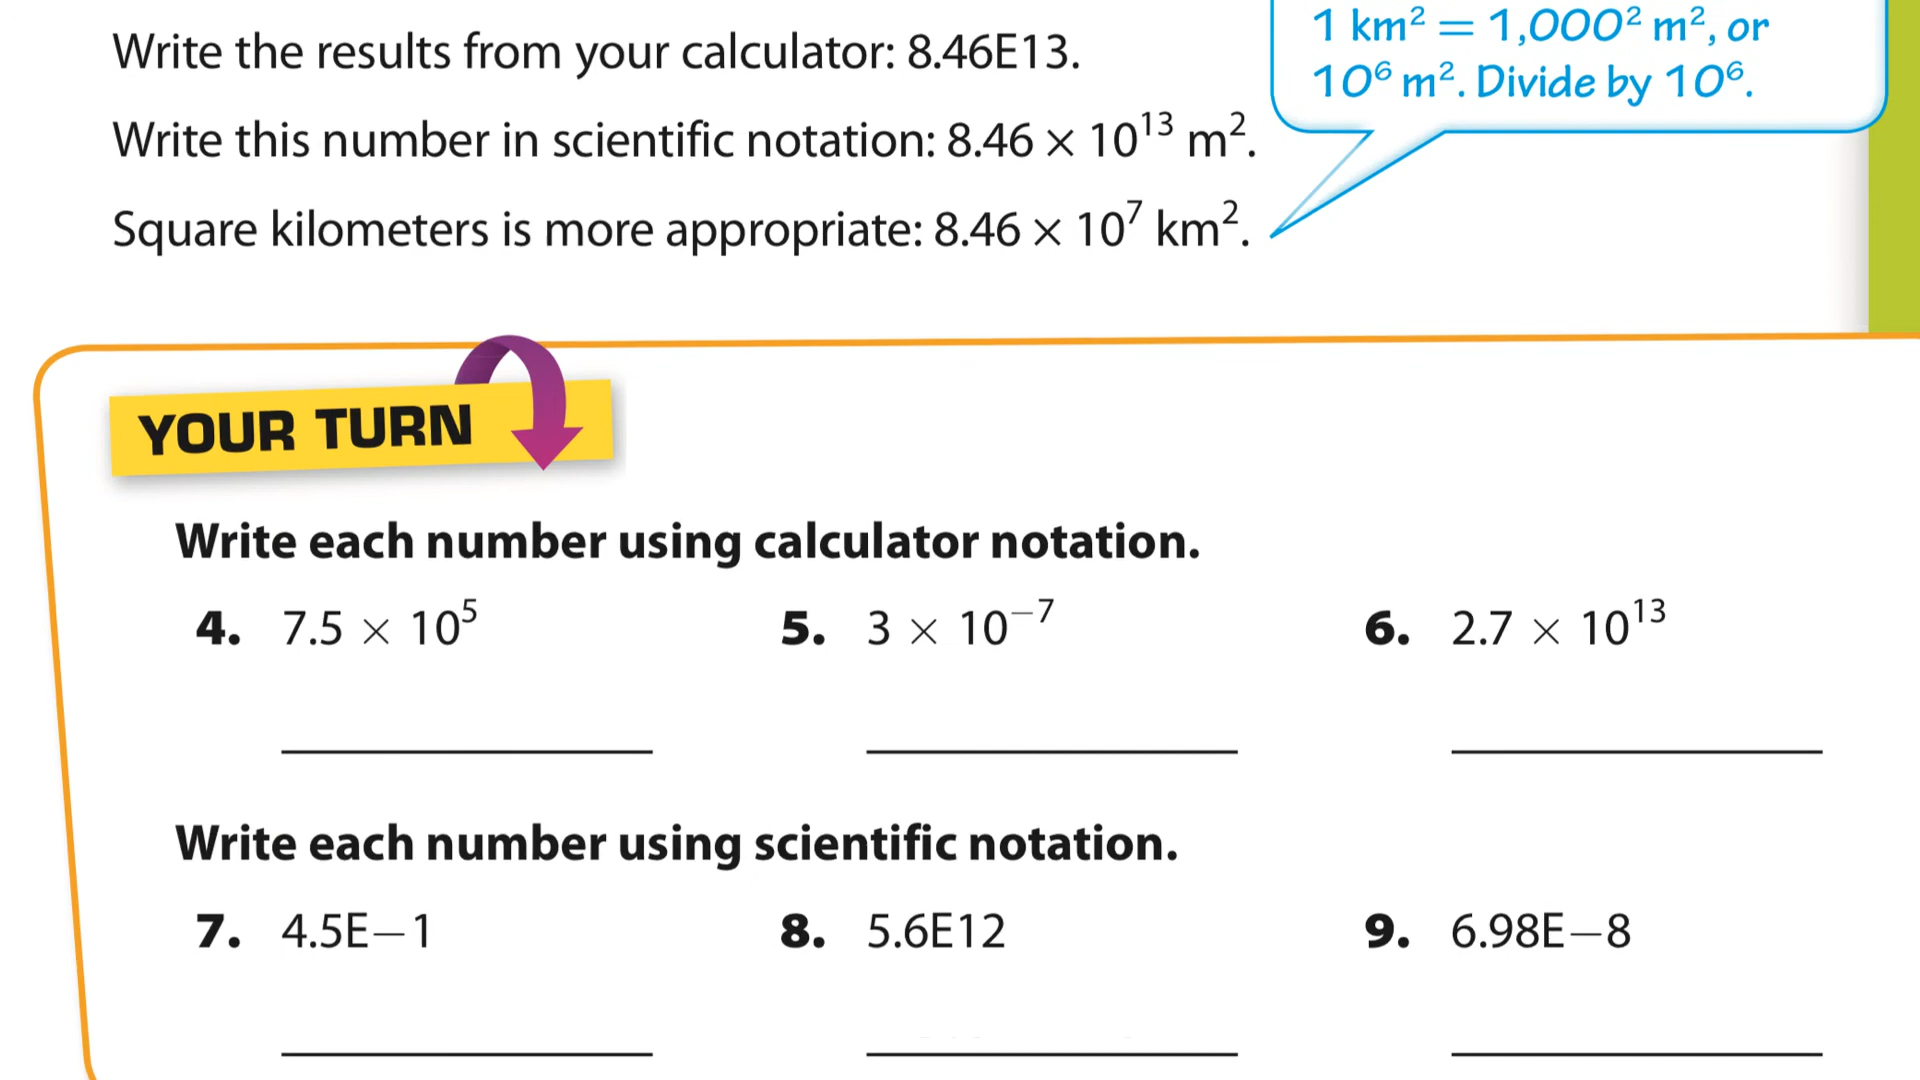 Write the results from your calculator: 8.46E13.
1 km² = 1,000² m², or
10⁶ m². Divide by 10⁶.
Write this number in scientific notation: 8.46 × 10¹³ m².
Square kilometers is more appropriate: 8.46 × 10⁷ km².
YOUR TURN
Write each number using calculator notation.
4. 7.5 × 10⁵ 5. 3 × 10⁻⁷ 6. 2.7 × 10¹³
Write each number using scientific notation.
7. 4.5E−1 8. 5.6E12 9. 6.98E−8